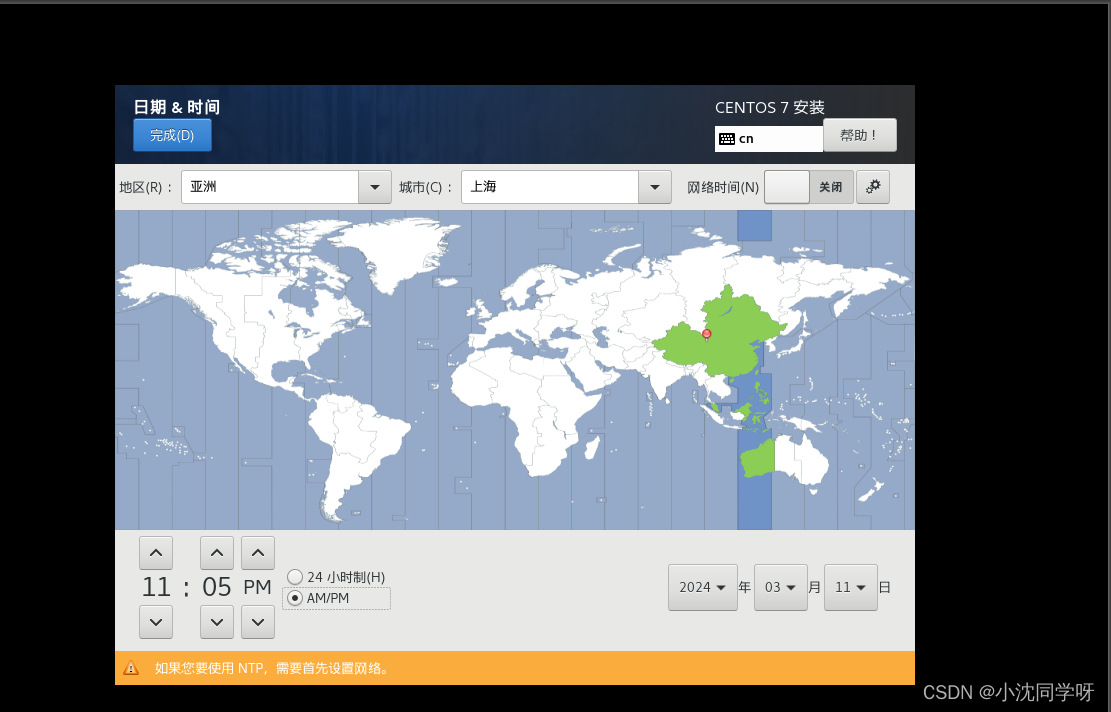 日期 & 时间
CENTOS 7 安装
完成(D)
cn
帮助！
地区(R)： 亚洲 城市(C)： 上海 网络时间(N) 关闭
11 : 05 PM
24 小时制(H)
AM/PM
2024 年 03 月 11 日
如果您要使用 NTP，需要首先设置网络。
CSDN @小沈同学呀